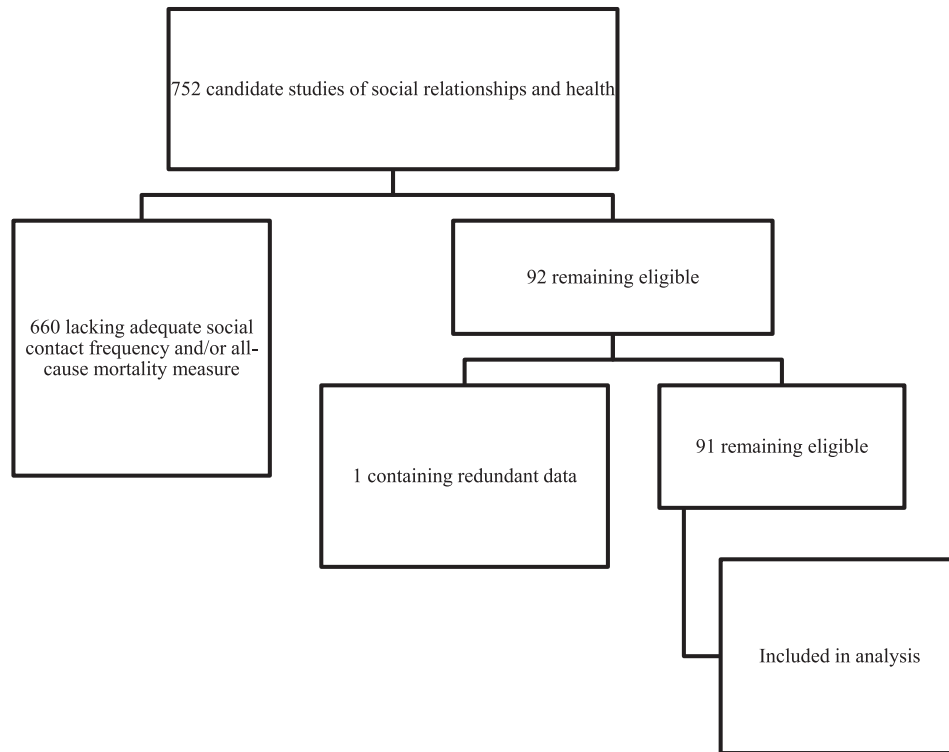 752 candidate studies of social relationships and health
92 remaining eligible
660 lacking adequate social
contact frequency and/or all-
cause mortality measure
91 remaining eligible
1 containing redundant data
Included in analysis